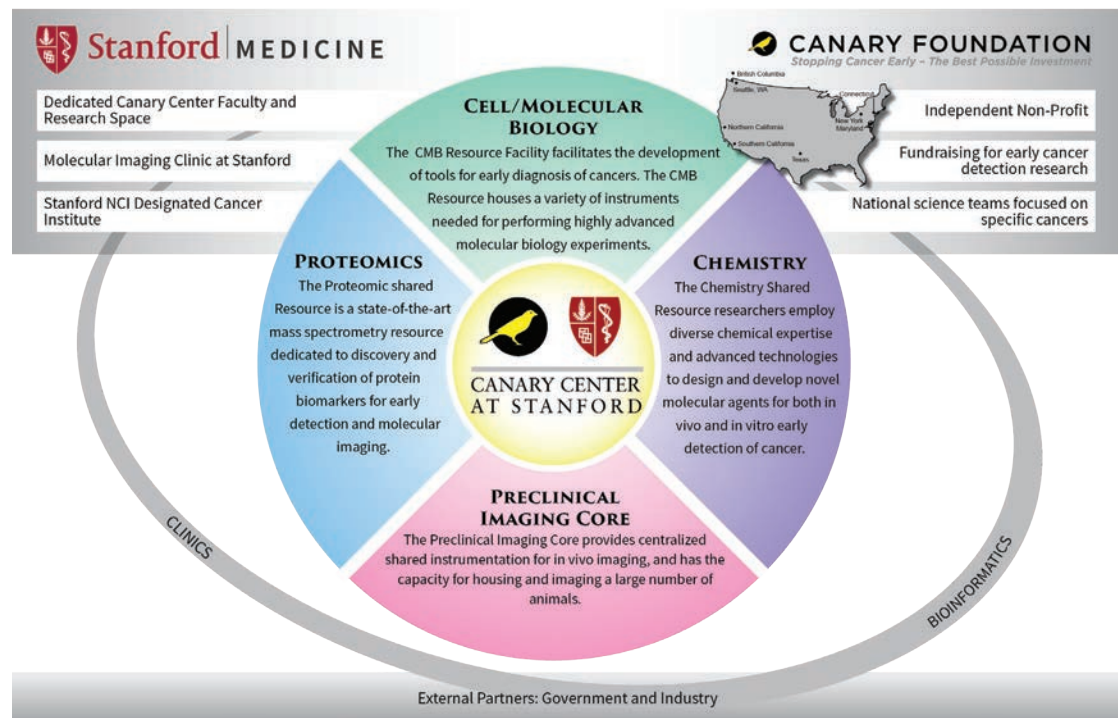 Stanford MEDICINE
CANARY FOUNDATION
Stopping Cancer Early – The Best Possible Investment
Dedicated Canary Center Faculty and
Research Space
Molecular Imaging Clinic at Stanford
Stanford NCI Designated Cancer
Institute
British Columbia
Seattle, WA
Connecticut
New York
Maryland
Northern California
Southern California
Texas
Independent Non-Profit
Fundraising for early cancer
detection research
National science teams focused on
specific cancers
CELL/MOLECULAR
BIOLOGY
The CMB Resource Facility facilitates the development
of tools for early diagnosis of cancers. The CMB
Resource houses a variety of instruments
needed for performing highly advanced
molecular biology experiments.
PROTEOMICS
The Proteomic shared
Resource is a state-of-the-art
mass spectrometry resource
dedicated to discovery and
verification of protein
biomarkers for early
detection and molecular
imaging.
CANARY CENTER
AT STANFORD
CHEMISTRY
The Chemistry Shared
Resource researchers employ
diverse chemical expertise
and advanced technologies
to design and develop novel
molecular agents for both in
vivo and in vitro early
detection of cancer.
PRECLINICAL
IMAGING CORE
The Preclinical Imaging Core provides centralized
shared instrumentation for in vivo imaging, and has the
capacity for housing and imaging a large number of
animals.
CLINICS
BIOINFORMATICS
External Partners: Government and Industry